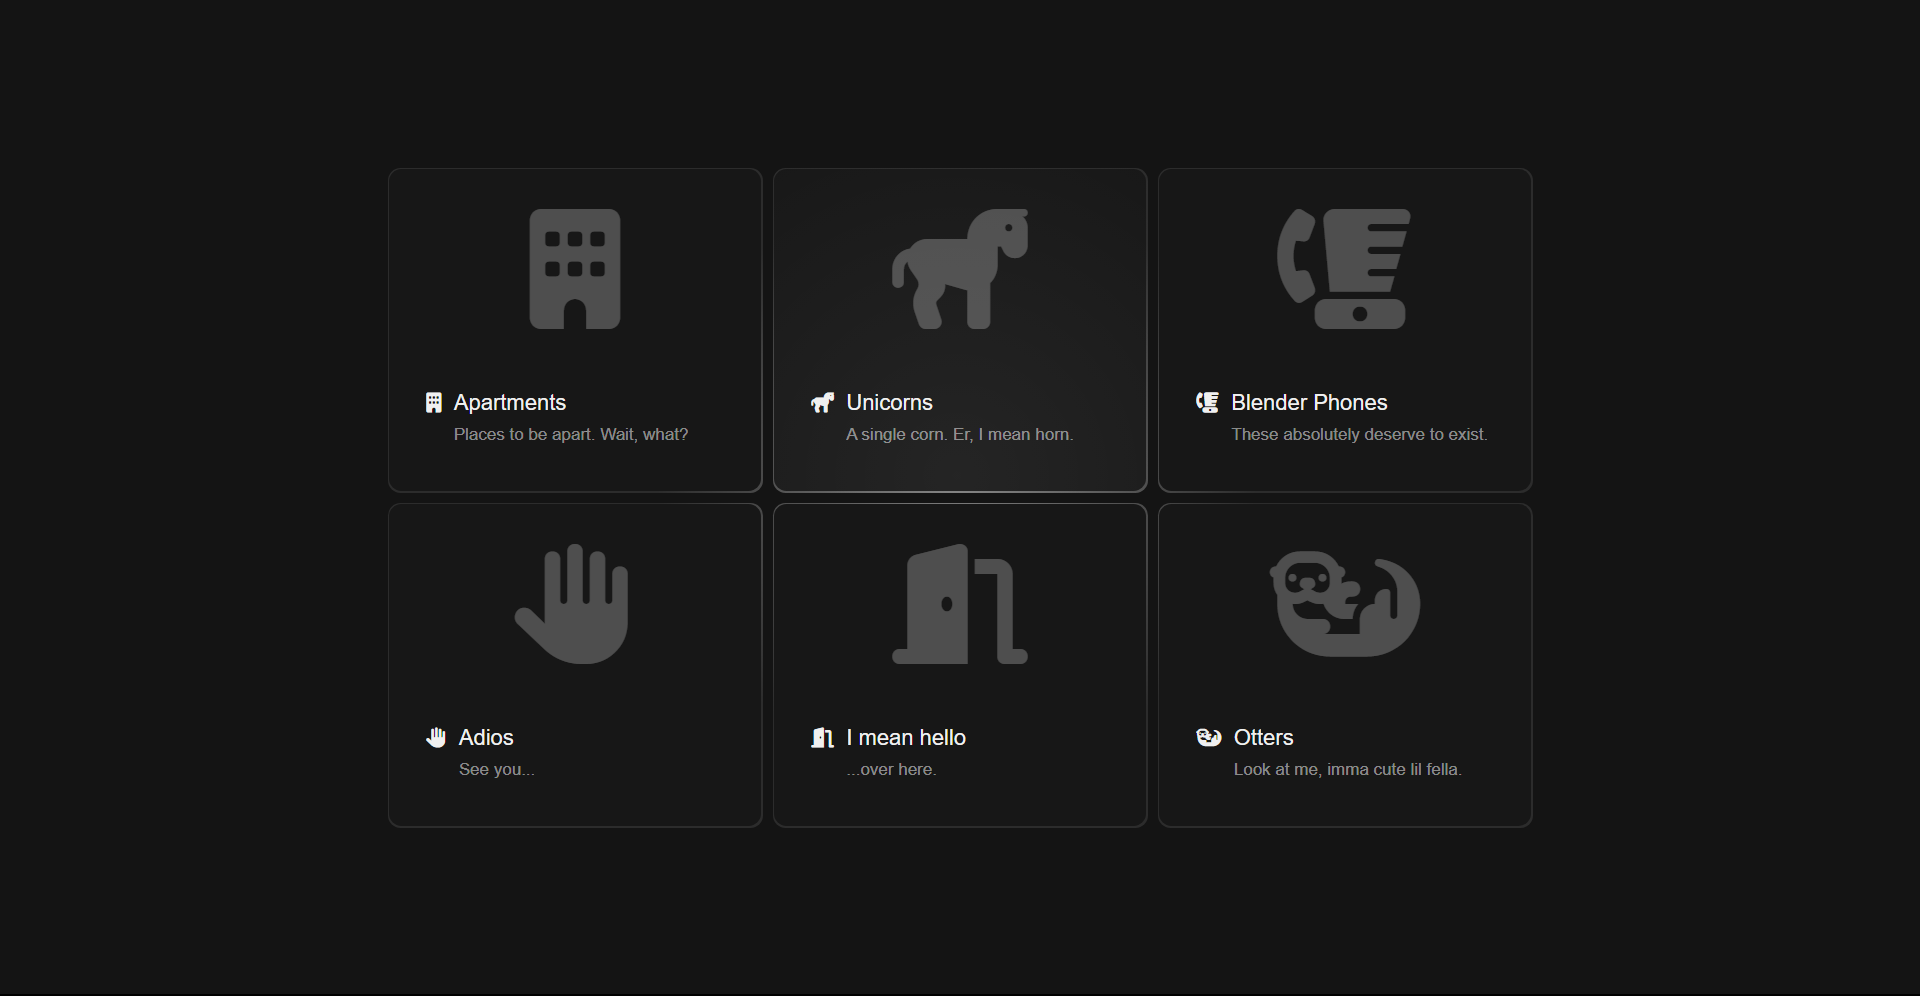 Apartments
Places to be apart. Wait, what?
Unicorns
A single corn. Er, I mean horn.
Blender Phones
These absolutely deserve to exist.
Adios
See you...
I mean hello
...over here.
Otters
Look at me, imma cute lil fella.